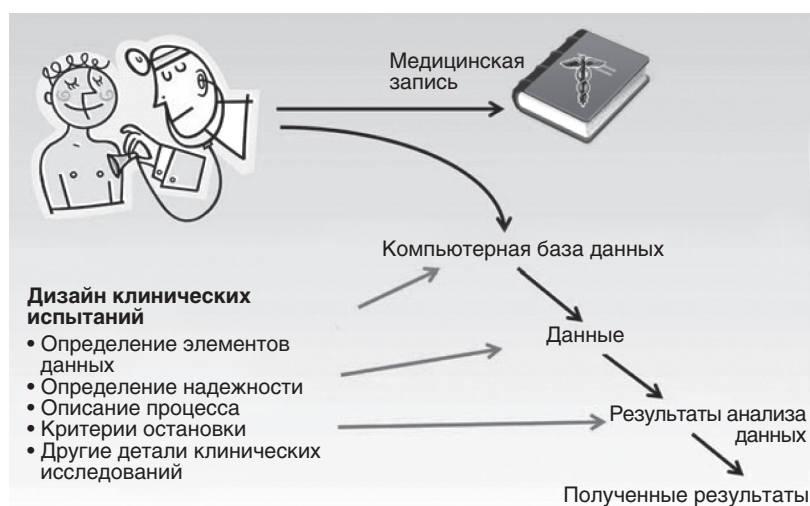 Медицинская
запись
Компьютерная база данных
Дизайн клинических
испытаний
• Определение элементов
данных
• Определение надежности
• Описание процесса
• Критерии остановки
• Другие детали клинических
исследований
Данные
Результаты анализа
данных
Полученные результаты